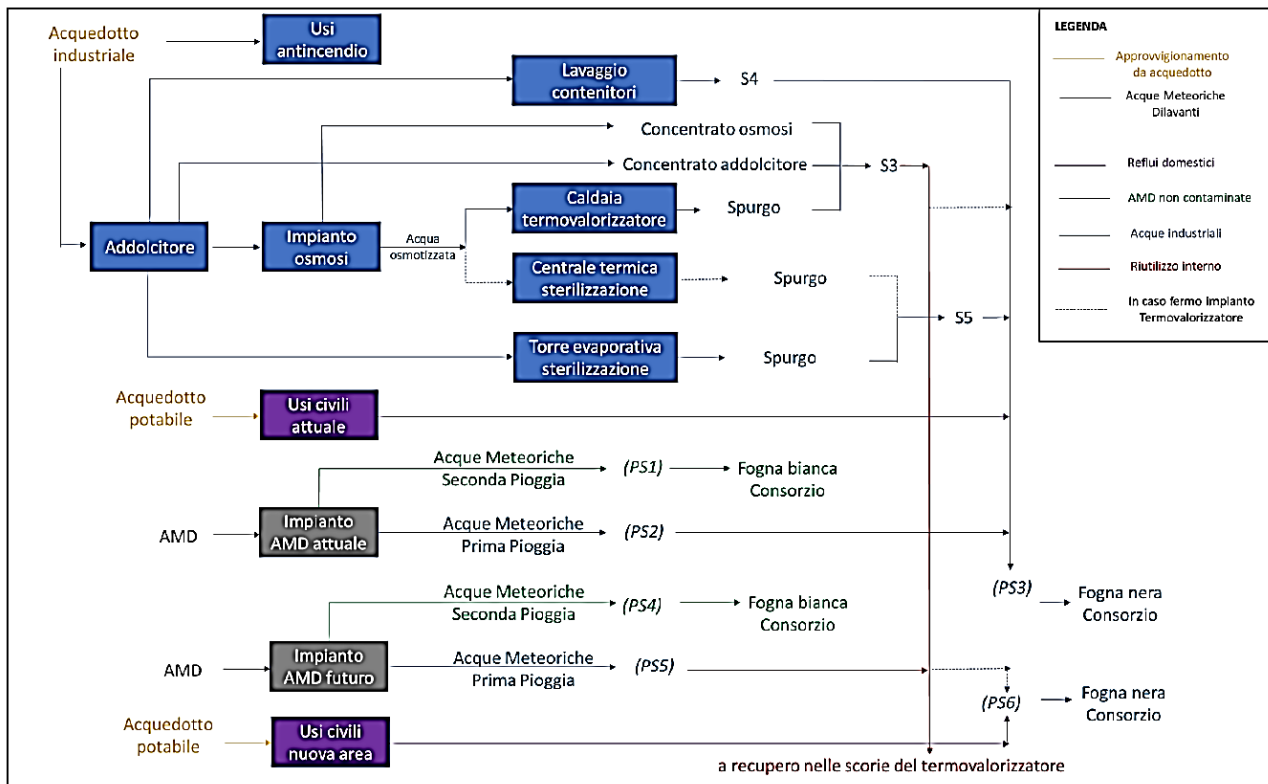 Acquedotto
industriale
Usi
antincendio
Lavaggio
contenitori
S4
Concentrato osmosi
Concentrato addolcitore
S3
Caldaia
termovalorizzatore
Spurgo
Addolcitore
Impianto
osmosi
Acqua
osmotizzata
Centrale termica
sterilizzazione
Spurgo
S5
Torre evaporativa
sterilizzazione
Spurgo
Acquedotto
potabile
Usi civili
attuale
Acque Meteoriche
Seconda Pioggia
(PS1)
Fogna bianca
Consorzio
AMD
Impianto
AMD attuale
Acque Meteoriche
Prima Pioggia
(PS2)
(PS3)
Fogna nera
Consorzio
Acque Meteoriche
Seconda Pioggia
(PS4)
Fogna bianca
Consorzio
AMD
Impianto
AMD futuro
Acque Meteoriche
Prima Pioggia
(PS5)
(PS6)
Fogna nera
Consorzio
Acquedotto
potabile
Usi civili
nuova area
a recupero nelle scorie del termovalorizzatore
LEGENDA
Approvvigionamento
da acquedotto
Acque Meteoriche
Dilavanti
Reflui domestici
AMD non contaminate
Acque industriali
Riutilizzo interno
In caso fermo Impianto
Termovalorizzatore